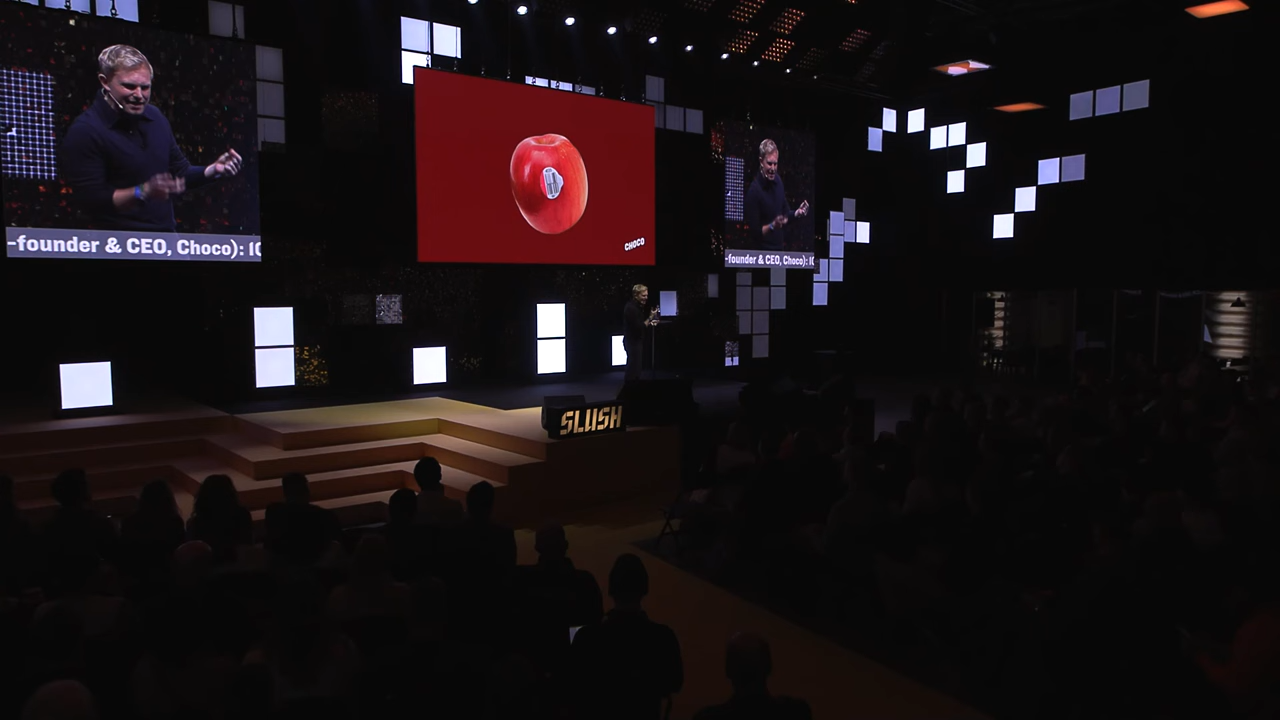 -founder & CEO, Choco): IC
CHOCO
-founder & CEO, Choco): I
SLUSH